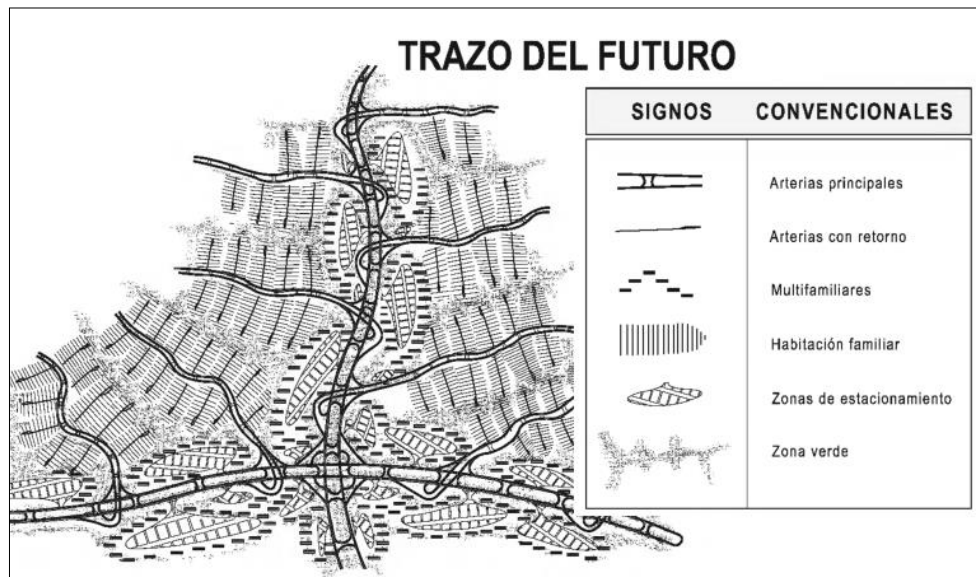 TRAZO DEL FUTURO
SIGNOS CONVENCIONALES
Arterias principales
Arterias con retorno
Multifamiliares
Habitación familiar
Zonas de estacionamiento
Zona verde